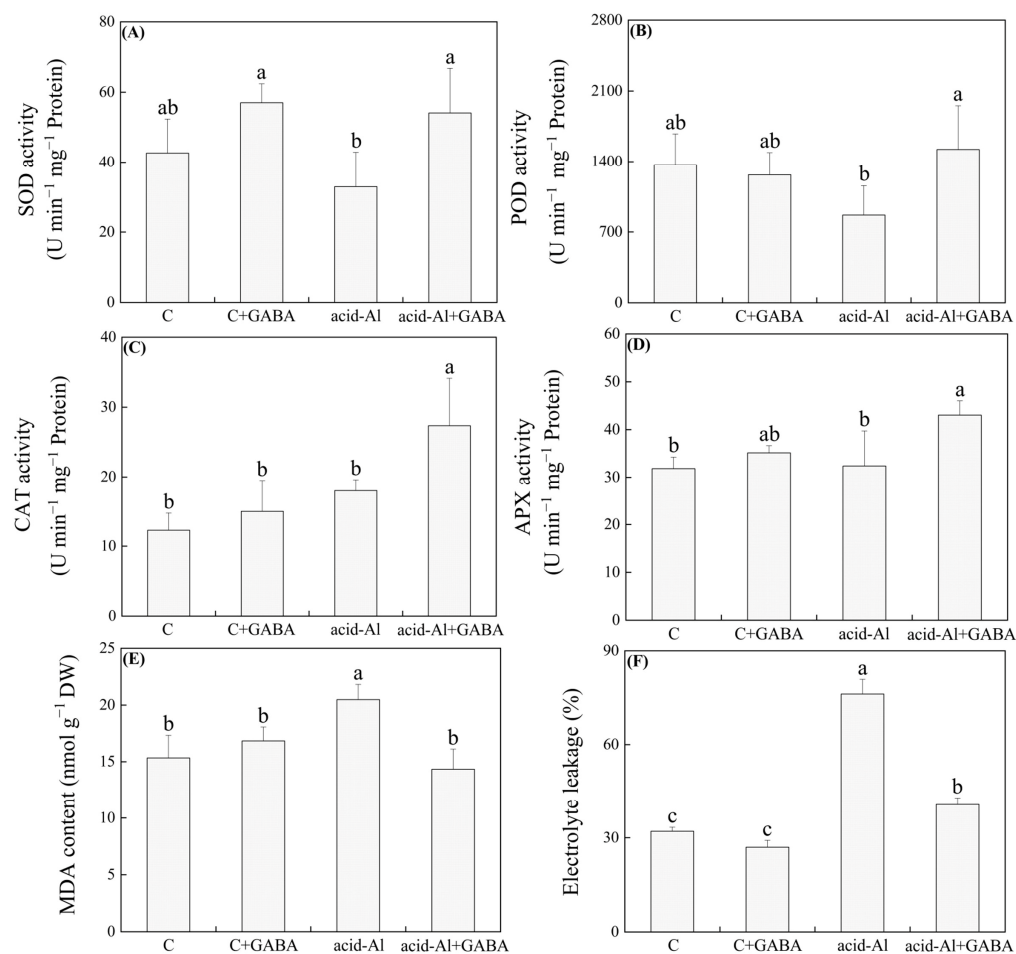 (A)
SOD activity
(U min⁻¹ mg⁻¹ Protein)
80
60
40
20
0
ab
a
b
a
C
C+GABA
acid-Al
acid-Al+GABA
(B)
POD activity
(U min⁻¹ mg⁻¹ Protein)
2800
2100
1400
700
0
ab
ab
b
a
C
C+GABA
acid-Al
acid-Al+GABA
(C)
CAT activity
(U min⁻¹ mg⁻¹ Protein)
40
30
20
10
0
b
b
b
a
C
C+GABA
acid-Al
acid-Al+GABA
(D)
APX activity
(U min⁻¹ mg⁻¹ Protein)
60
50
40
30
20
10
0
b
ab
b
a
C
C+GABA
acid-Al
acid-Al+GABA
(E)
MDA content (nmol g⁻¹ DW)
25
20
15
10
5
0
b
b
a
b
C
C+GABA
acid-Al
acid-Al+GABA
(F)
Electrolyte leakage (%)
90
60
30
0
c
c
a
b
C
C+GABA
acid-Al
acid-Al+GABA